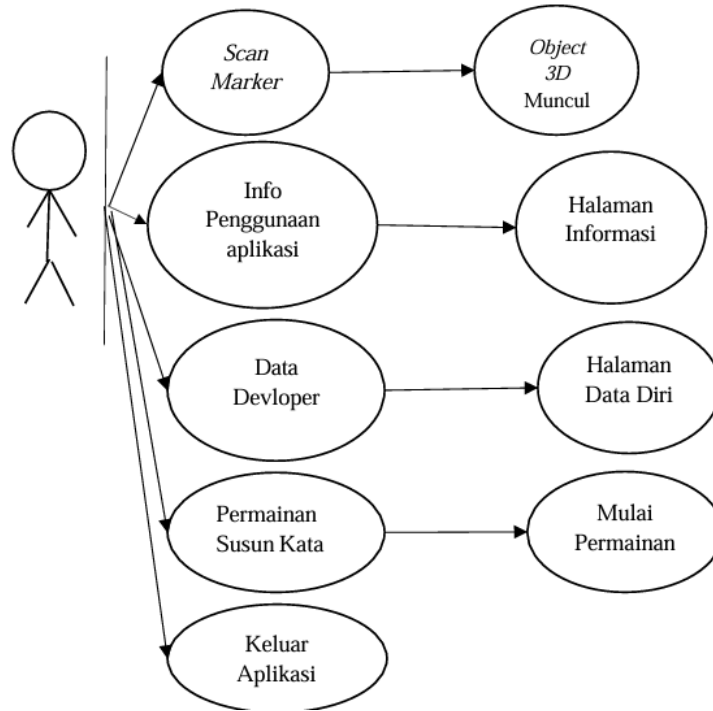 Scan
Marker
Object
3D
Muncul
Info
Penggunaan
aplikasi
Halaman
Informasi
Data
Devloper
Halaman
Data Diri
Permainan
Susun Kata
Mulai
Permainan
Keluar
Aplikasi